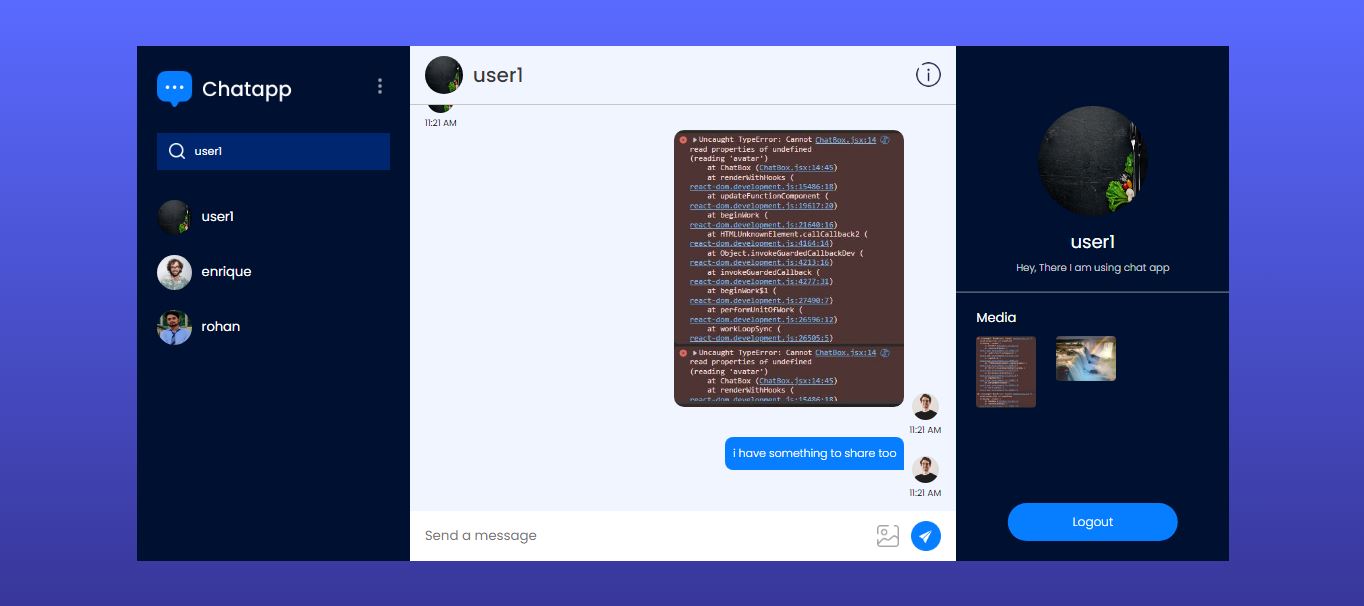 Chatapp
user1
user1
enrique
rohan
user1
11:21 AM
Uncaught TypeError: Cannot ChatBox.jsx:14
read properties of undefined
(reading 'avatar')
at ChatBox (ChatBox.jsx:14:45)
at renderWithHooks (
react-dom.development.js:15486:18)
at updateFunctionComponent (
react-dom.development.js:19617:20)
at beginWork (
react-dom.development.js:21640:16)
at HTMLUnknownElement.callCallback2 (
react-dom.development.js:4164:14)
at Object.invokeGuardedCallbackDev (
react-dom.development.js:4213:16)
at invokeGuardedCallback (
react-dom.development.js:4277:31)
at beginWork$1 (
react-dom.development.js:27490:7)
at performUnitOfWork (
react-dom.development.js:26596:12)
at workLoopSync (
react-dom.development.js:26505:5)
Uncaught TypeError: Cannot ChatBox.jsx:14
read properties of undefined
(reading 'avatar')
at ChatBox (ChatBox.jsx:14:45)
at renderWithHooks (
react-dom.development.js:15486:18)
11:21 AM
i have something to share too
11:21 AM
Send a message
user1
Hey, There I am using chat app
Media
Logout